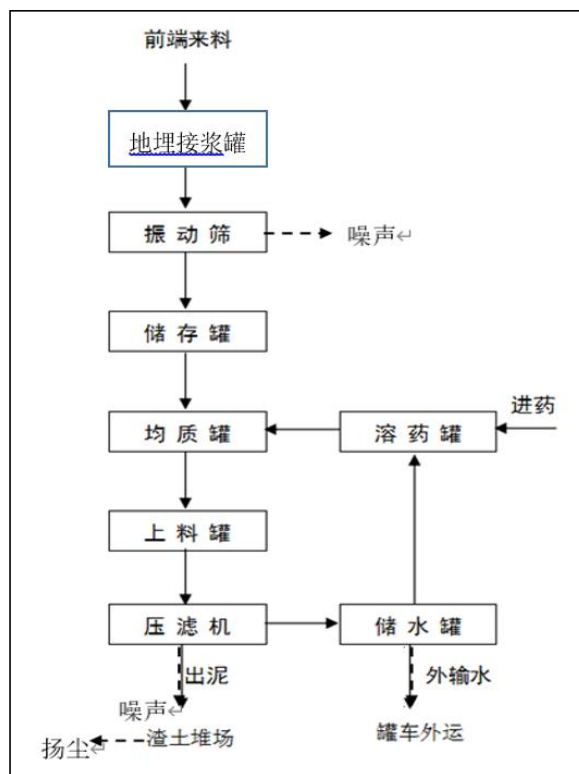 前端来料
地埋接浆罐
振动筛
噪声↵
储存罐
进药
均质罐
溶药罐
上料罐
压滤机
储水罐
出泥
外输水
噪声↵
扬尘↵
渣土堆场
罐车外运